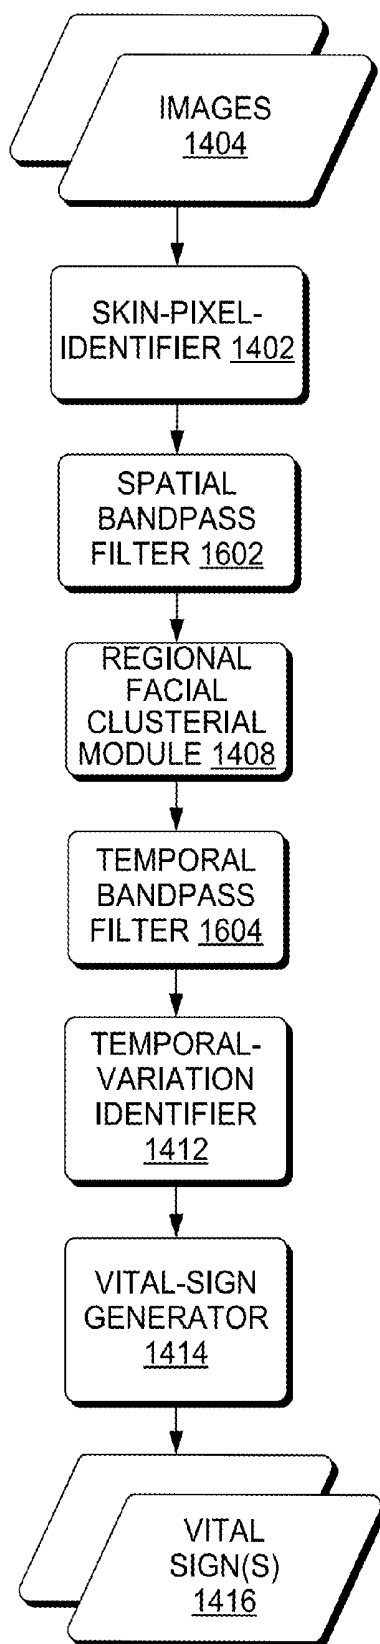 IMAGES
1404
SKIN-PIXEL-
IDENTIFIER 1402
SPATIAL
BANDPASS
FILTER 1602
REGIONAL
FACIAL
CLUSTERIAL
MODULE 1408
TEMPORAL
BANDPASS
FILTER 1604
TEMPORAL-
VARIATION
IDENTIFIER
1412
VITAL-SIGN
GENERATOR
1414
VITAL
SIGN(S)
1416